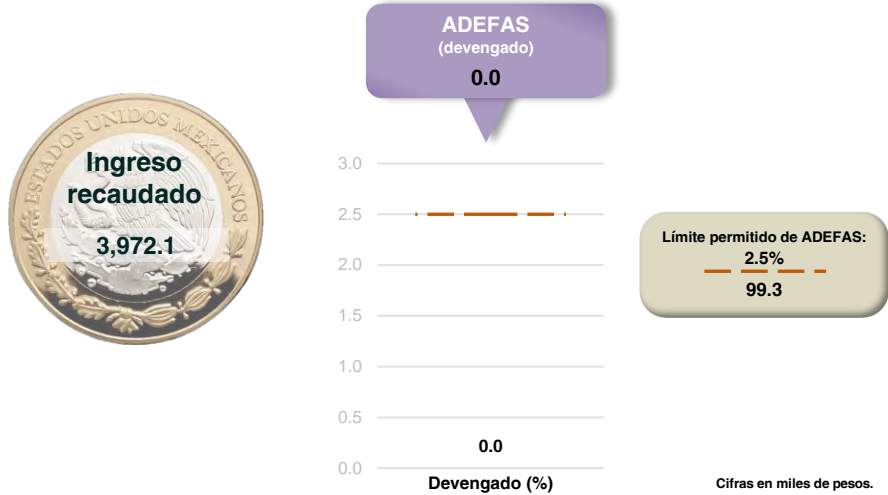 ADEFAS
(devengado)
0.0
ESTADOS UNIDOS MEXICANOS
Ingreso
recaudado
3,972.1
3.0
2.5
2.0
1.5
1.0
0.5
0.0
0.0
Devengado (%)
Límite permitido de ADEFAS:
2.5%
99.3
Cifras en miles de pesos.